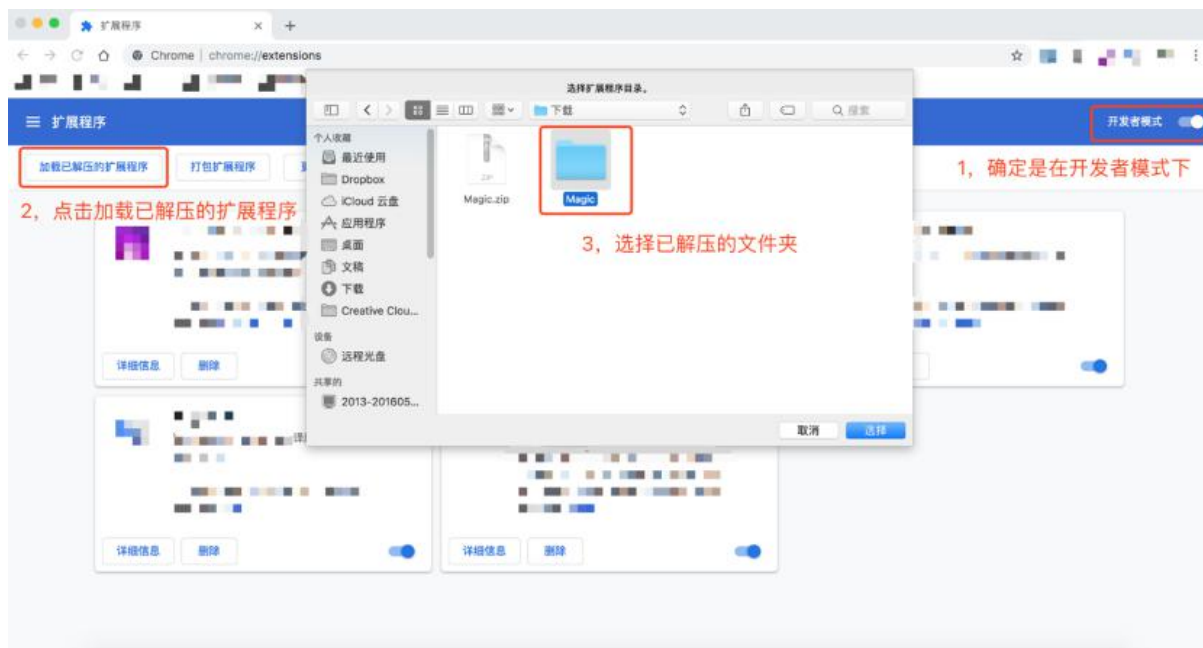 扩展程序
Chrome | chrome://extensions
选择扩展程序目录。
扩展程序
下载
搜索
开发者模式
个人收藏
加载已解压的扩展程序
打包扩展程序
最近使用
Dropbox
iCloud 云盘
应用程序
桌面
文稿
下载
Creative Clou...
设备
远程光盘
共享的
2013-201605...
ZIP
Magic.zip
Magic
1，确定是在开发者模式下
2，点击加载已解压的扩展程序
3，选择已解压的文件夹
详细信息
删除
取消
选择
详细信息
删除
详细信息
删除